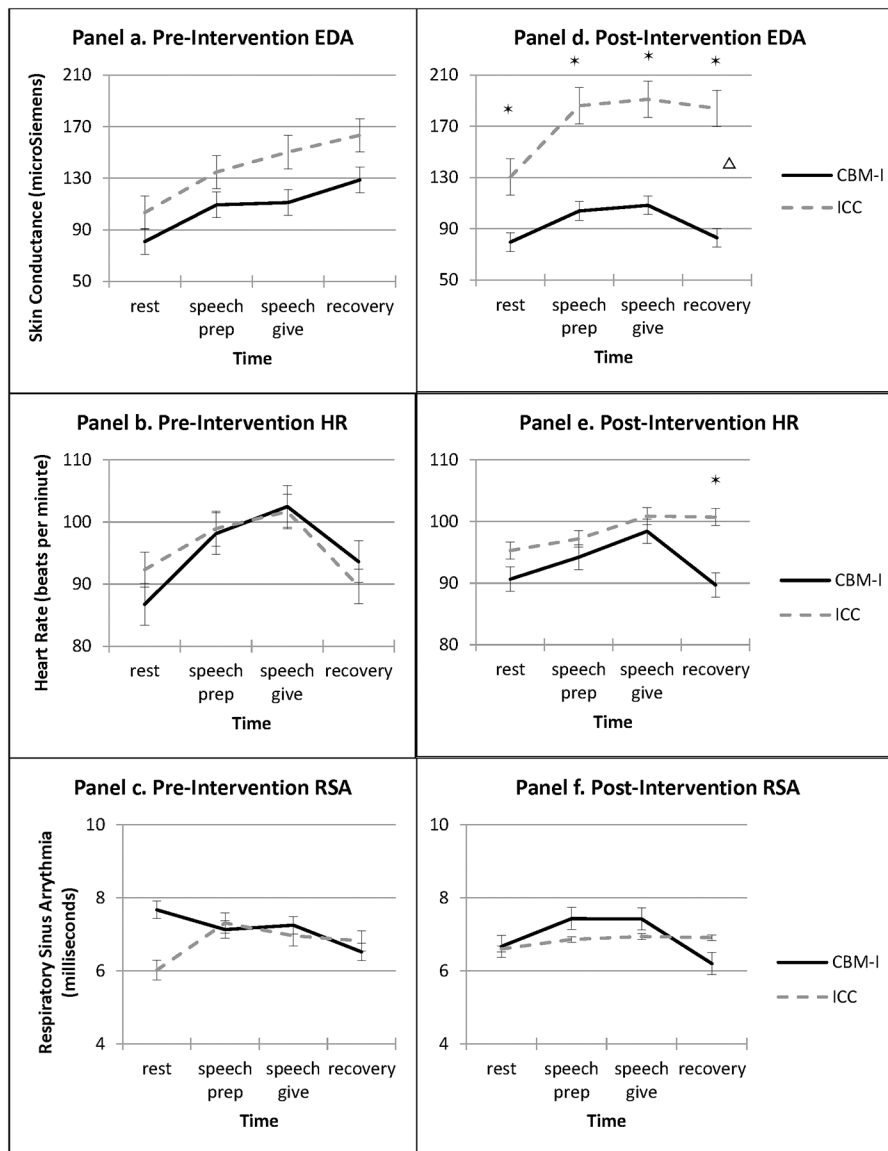 Panel a. Pre-Intervention EDA
Skin Conductance (microSiemens)
210
170
130
90
50
rest
speech prep
speech give
recovery
Time
Panel d. Post-Intervention EDA
210
170
130
90
50
*
*
*
*
△
rest
speech prep
speech give
recovery
Time
CBM-I
ICC
Panel b. Pre-Intervention HR
Heart Rate (beats per minute)
110
100
90
80
rest
speech prep
speech give
recovery
Time
Panel e. Post-Intervention HR
110
100
90
80
*
rest
speech prep
speech give
recovery
Time
CBM-I
ICC
Panel c. Pre-Intervention RSA
Respiratory Sinus Arrythmia
(milliseconds)
10
8
6
4
rest
speech prep
speech give
recovery
Time
Panel f. Post-Intervention RSA
10
8
6
4
rest
speech prep
speech give
recovery
Time
CBM-I
ICC